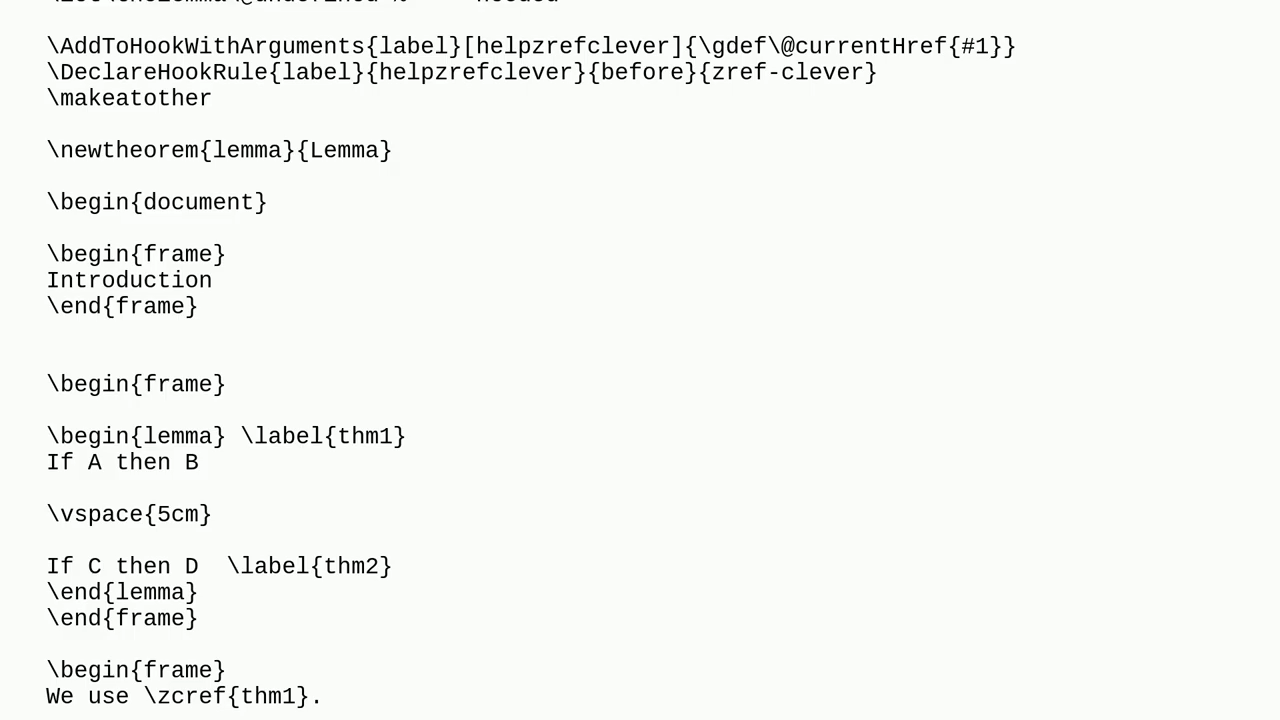 \AddToHookWithArguments{label}[helpzrefclever]{\gdef\@currentHref{#1}}
\DeclareHookRule{label}{helpzrefclever}{before}{zref-clever}
\makeatother
\newtheorem{lemma}{Lemma}
\begin{document}
\begin{frame}
Introduction
\end{frame}
\begin{frame}
\begin{lemma} \label{thm1}
If A then B
\vspace{5cm}
If C then D  \label{thm2}
\end{lemma}
\end{frame}
\begin{frame}
We use \zcref{thm1}.